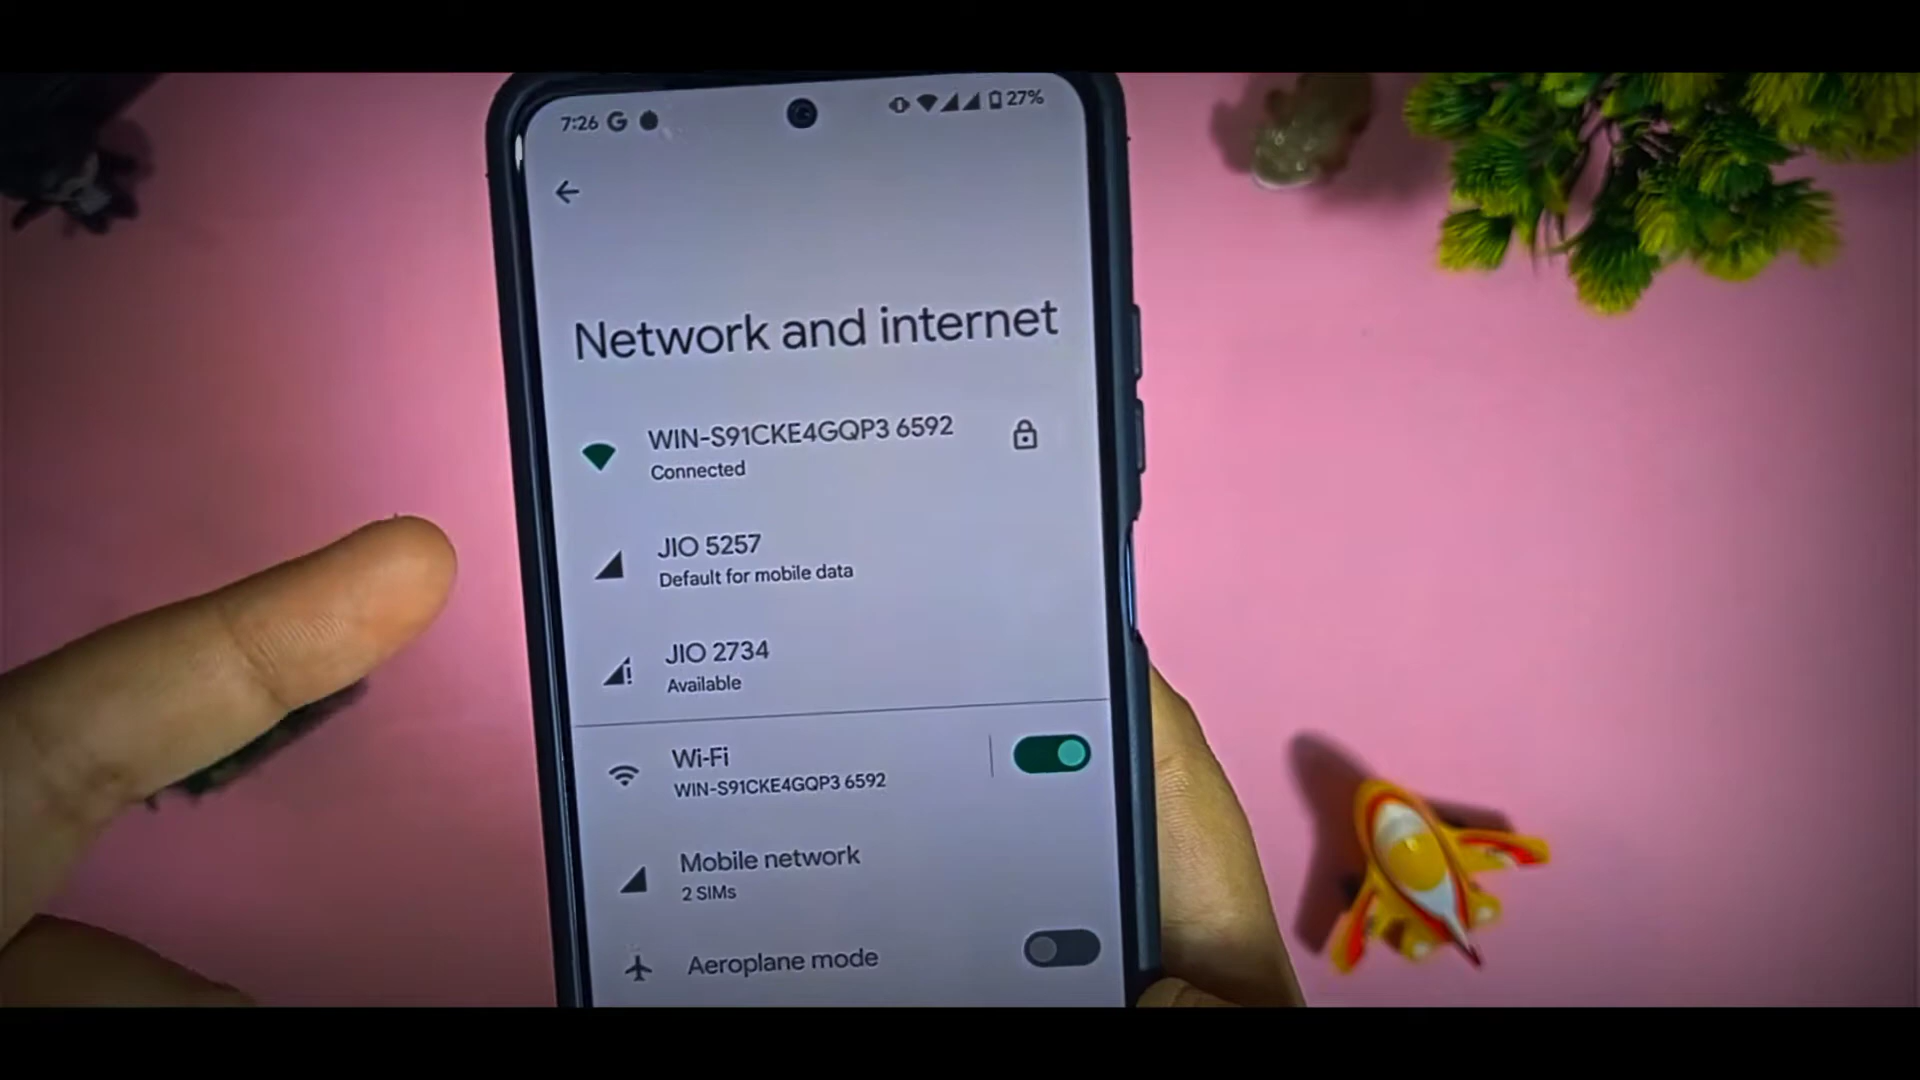 7:26 G 27%
Network and internet
WIN-S91CKE4GQP3 6592
Connected
JIO 5257
Default for mobile data
JIO 2734
Available
Wi-Fi
WIN-S91CKE4GQP3 6592
Mobile network
2 SIMs
Aeroplane mode